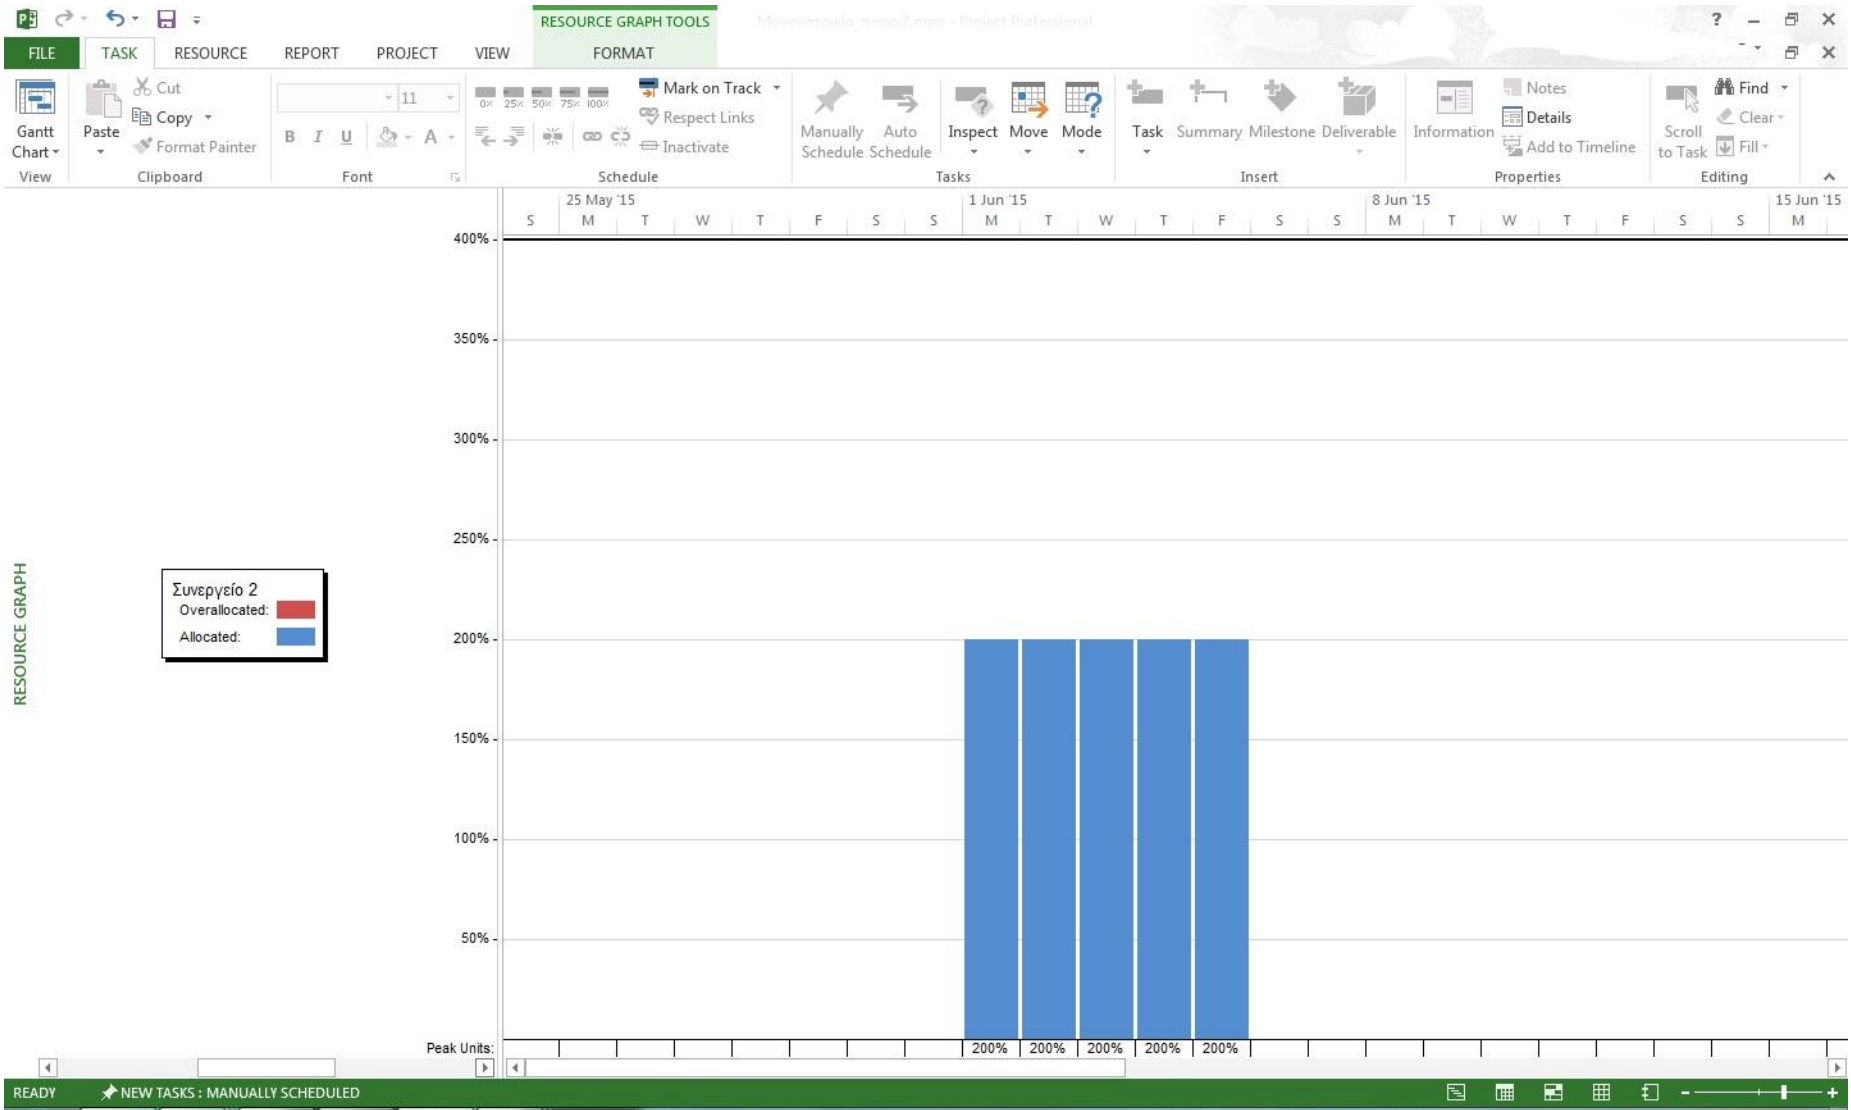 RESOURCE GRAPH TOOLS
Μονοκατοικία_πόροι2.mpp - Project Professional
FILE TASK RESOURCE REPORT PROJECT VIEW FORMAT
Gantt Chart
View
Paste
Cut
Copy
Format Painter
Clipboard
11
B I U A
Font
0% 25% 50% 75% 100%
Mark on Track
Respect Links
Inactivate
Schedule
Manually Schedule
Auto Schedule
Inspect
Move
Mode
Tasks
Task
Summary
Milestone
Deliverable
Insert
Information
Notes
Details
Add to Timeline
Properties
Scroll to Task
Find
Clear
Fill
Editing
25 May '15 1 Jun '15 8 Jun '15 15 Jun '15
S M T W T F S S M T W T F S S M T W T F S S M
400%
350%
300%
250%
200%
150%
100%
50%
RESOURCE GRAPH
Συνεργείο 2
Overallocated:
Allocated:
Peak Units: 200% 200% 200% 200% 200%
READY NEW TASKS : MANUALLY SCHEDULED